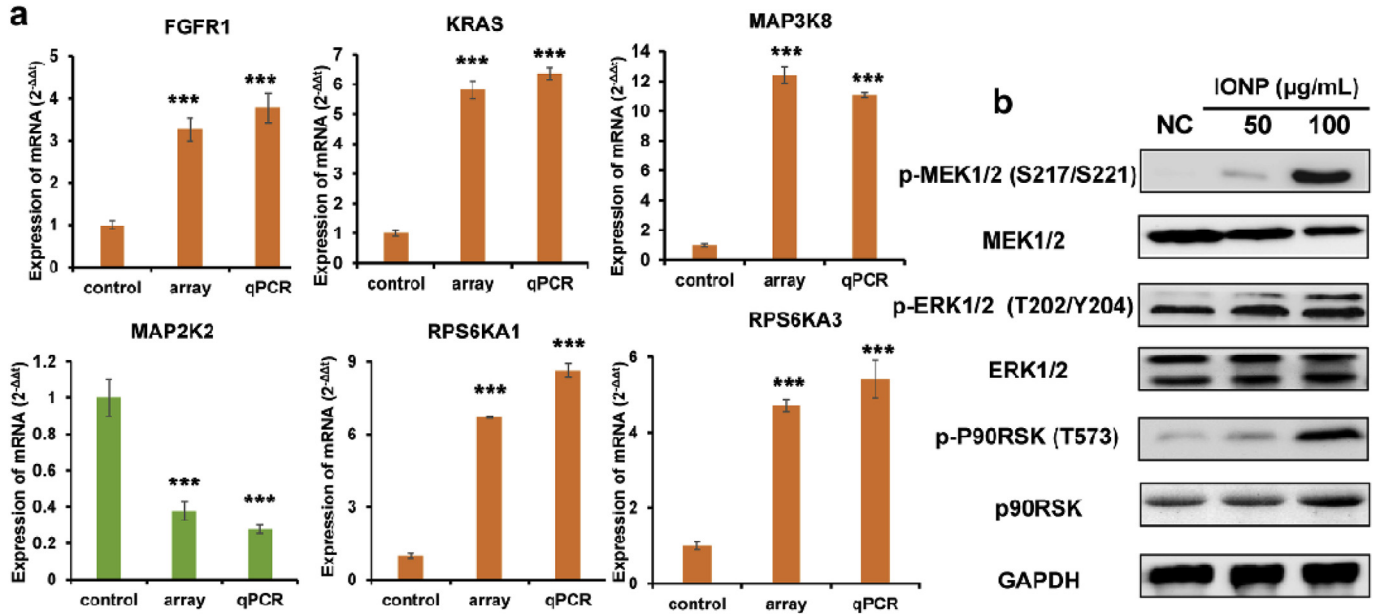 a
FGFR1
Expression of mRNA (2-ΔΔt)
5
4
3
2
1
0
***
***
control array qPCR
KRAS
Expression of mRNA (2-ΔΔt)
7
6
5
4
3
2
1
0
***
***
control array qPCR
MAP3K8
Expression of mRNA (2-ΔΔt)
14
12
10
8
6
4
2
0
***
***
control array qPCR
MAP2K2
Expression of mRNA (2-ΔΔt)
1.2
1
0.8
0.6
0.4
0.2
0
***
***
control array qPCR
RPS6KA1
Expression of mRNA (2-ΔΔt)
9
6
3
0
***
***
control array qPCR
RPS6KA3
Expression of mRNA (2-ΔΔt)
6
4
2
0
***
***
control array qPCR
b
IONP (μg/mL)
NC 50 100
p-MEK1/2 (S217/S221)
MEK1/2
p-ERK1/2 (T202/Y204)
ERK1/2
p-P90RSK (T573)
p90RSK
GAPDH